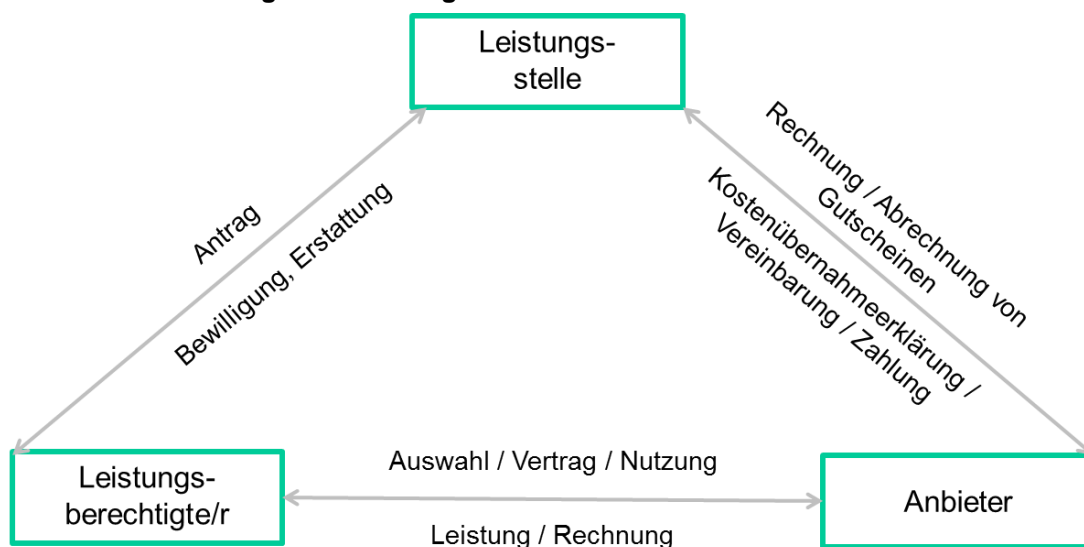 Leistungs-
stelle
Antrag
Bewilligung, Erstattung
Rechnung / Abrechnung von
Gutscheinen
Kostenübernahmeerklärung /
Vereinbarung / Zahlung
Leistungs-
berechtigte/r
Auswahl / Vertrag / Nutzung
Leistung / Rechnung
Anbieter